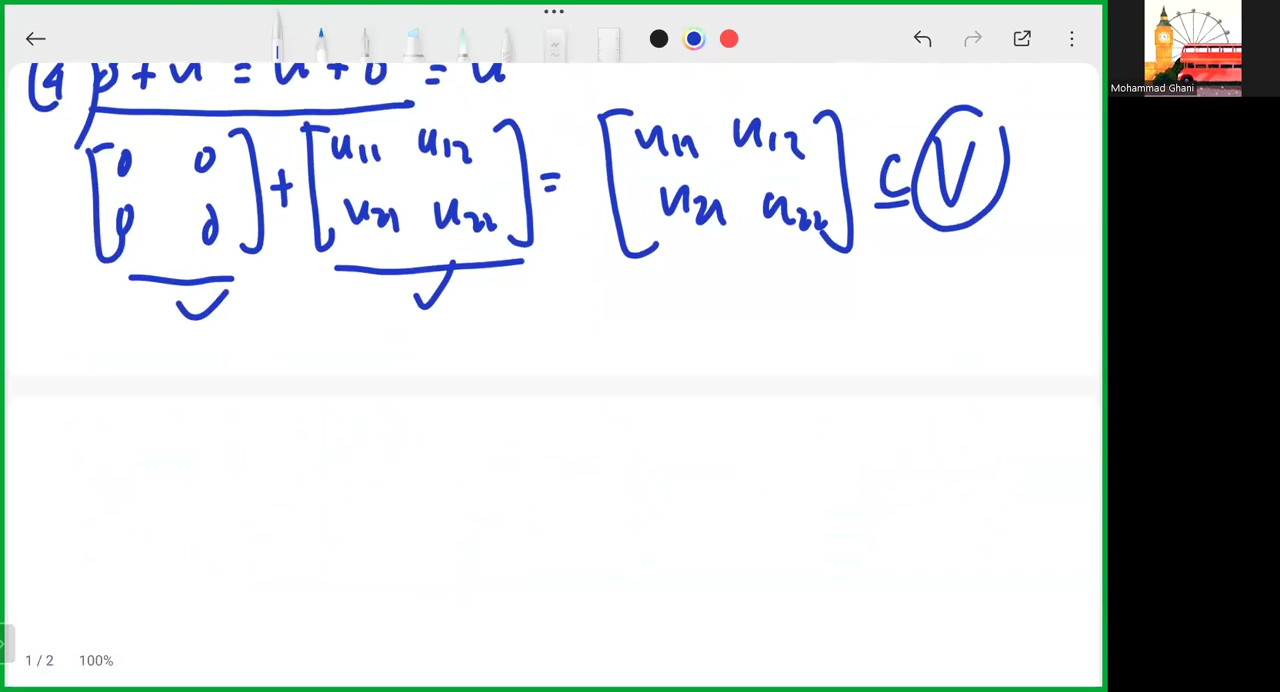 Mohammad Ghani
(4) 0 + u = u + 0 = u
[0 0 0 0] + [u11 u12 u21 u22] = [u11 u12 u21 u22] ⊆ V
1 / 2 100%